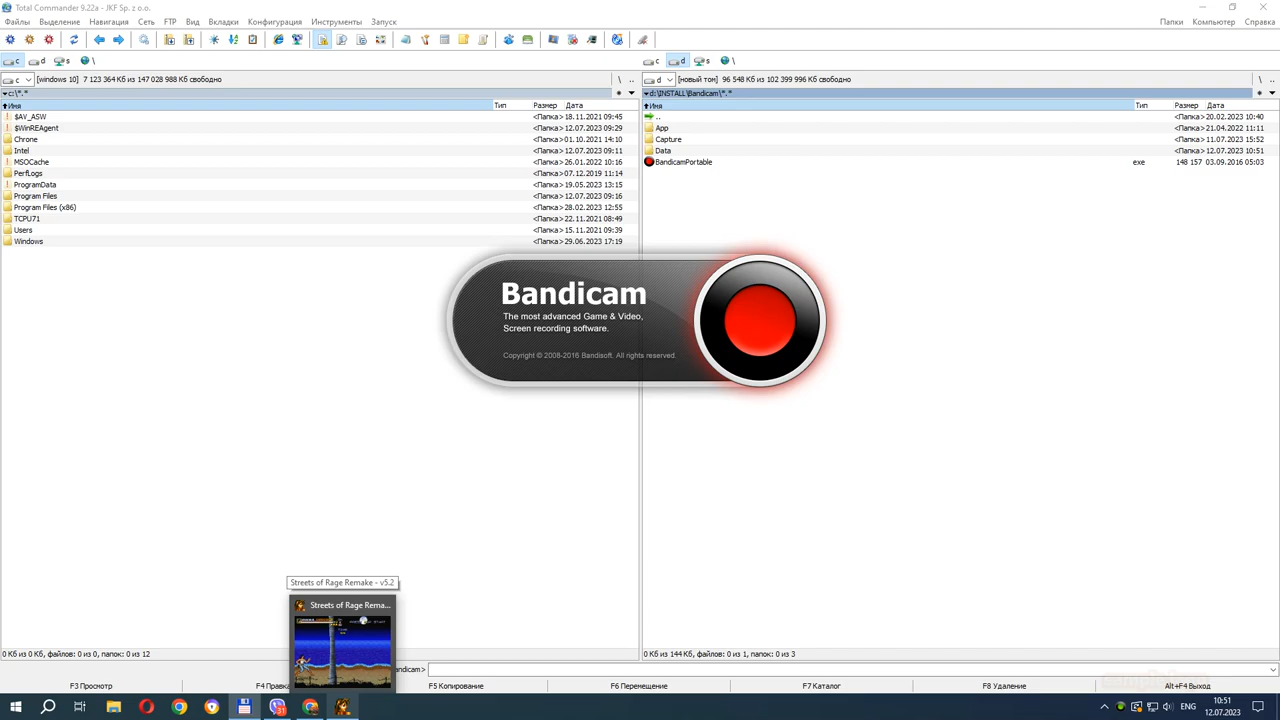 Total Commander 9.22a - JKF Sp. z o.o.
Файлы Выделение Навигация Сеть FTP Вид Вкладки Конфигурация Инструменты Запуск Папки Компьютер Справка
c d s \ c d s \
c [windows 10] 7 123 364 Кб из 147 028 988 Кб свободно \ .. d [новый том] 96 548 Кб из 102 399 996 Кб свободно \ ..
c:\*.* d:\INSTALL\Bandicam\*.*
Имя Тип Размер Дата Имя Тип Размер Дата
$AV_ASW <Папка> 18.11.2021 09:45 .. <Папка> 20.02.2023 10:40
$WinREAgent <Папка> 12.07.2023 09:29 App <Папка> 21.04.2022 11:11
Chrone <Папка> 01.10.2021 14:10 Capture <Папка> 11.07.2023 15:52
Intel <Папка> 12.07.2023 09:11 Data <Папка> 12.07.2023 10:51
MSOCache <Папка> 26.01.2022 10:16 BandicamPortable exe 148 157 03.09.2016 05:03
PerfLogs <Папка> 07.12.2019 11:14
ProgramData <Папка> 19.05.2023 13:15
Program Files <Папка> 12.07.2023 09:16
Program Files (x86) <Папка> 28.02.2023 12:55
TCPU71 <Папка> 22.11.2021 08:49
Users <Папка> 15.11.2021 09:39
Windows <Папка> 29.06.2023 17:19
Bandicam
The most advanced Game & Video,
Screen recording software.
Copyright © 2008-2016 Bandisoft. All rights reserved.
Streets of Rage Remake - v5.2
Streets of Rage Rema...
0 Кб из 0 Кб, файлов: 0 из 0, папок: 0 из 12 0 Кб из 144 Кб, файлов: 0 из 1, папок: 0 из 3
andicam>
F3 Просмотр F4 Правка F5 Копирование F6 Перемещение F7 Каталог F8 Удаление Alt+F4 Выход
31 ENG 10:51
12.07.2023